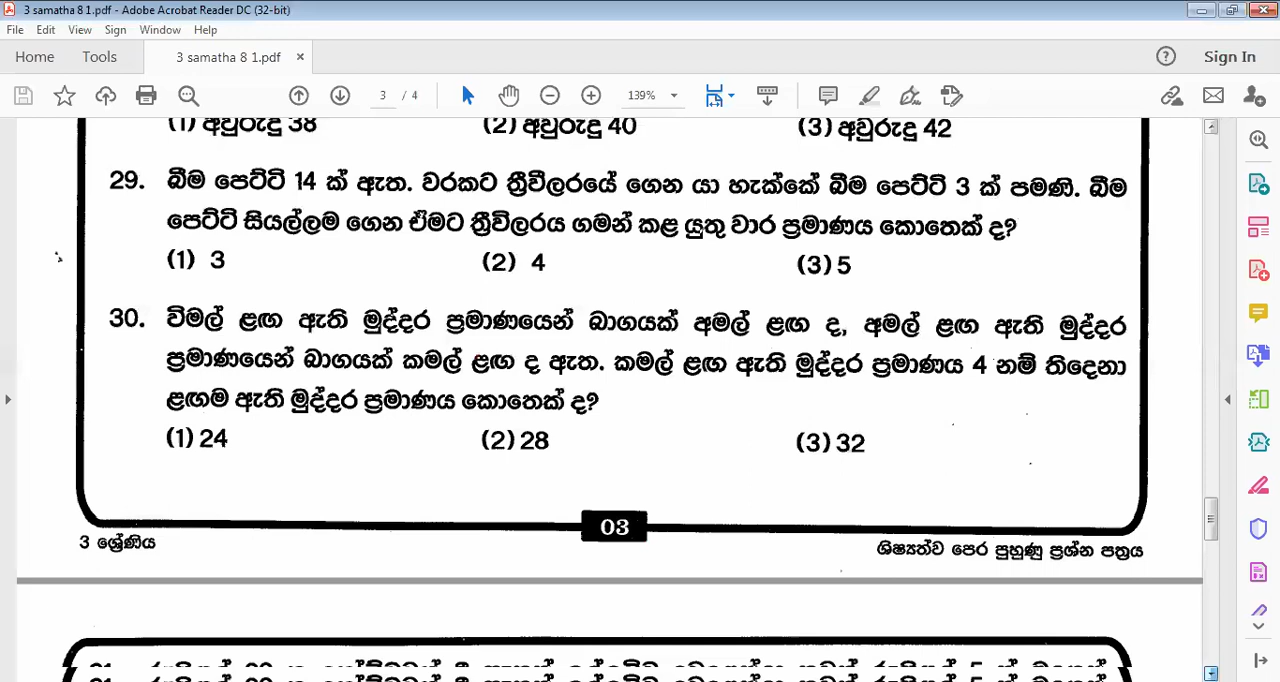 3 samatha 8 1.pdf - Adobe Acrobat Reader DC (32-bit)
File Edit View Sign Window Help
Home Tools 3 samatha 8 1.pdf × Sign In
3 / 4 139%
(1) අවුරුදු 38 (2) අවුරුදු 40 (3) අවුරුදු 42
29. බීම පෙට්ටි 14 ක් ඇත. වරකට ත්‍රීවීලරයේ ගෙන යා හැක්කේ බීම පෙට්ටි 3 ක් පමණි. බීම
පෙට්ටි සියල්ලම ගෙන ඒමට ත්‍රීවිලරය ගමන් කළ යුතු වාර ප්‍රමාණය කොතෙක් ද?
(1) 3 (2) 4 (3) 5
30. විමල් ළඟ ඇති මුද්දර ප්‍රමාණයෙන් බාගයක් අමල් ළඟ ද, අමල් ළඟ ඇති මුද්දර
ප්‍රමාණයෙන් බාගයක් කමල් ළඟ ද ඇත. කමල් ළඟ ඇති මුද්දර ප්‍රමාණය 4 නම් තිදෙනා
ළඟම ඇති මුද්දර ප්‍රමාණය කොතෙක් ද?
(1) 24 (2) 28 (3) 32
03
3 ශ්‍රේණිය ශිෂ්‍යත්ව පෙර පුහුණු ප්‍රශ්න පත්‍රය